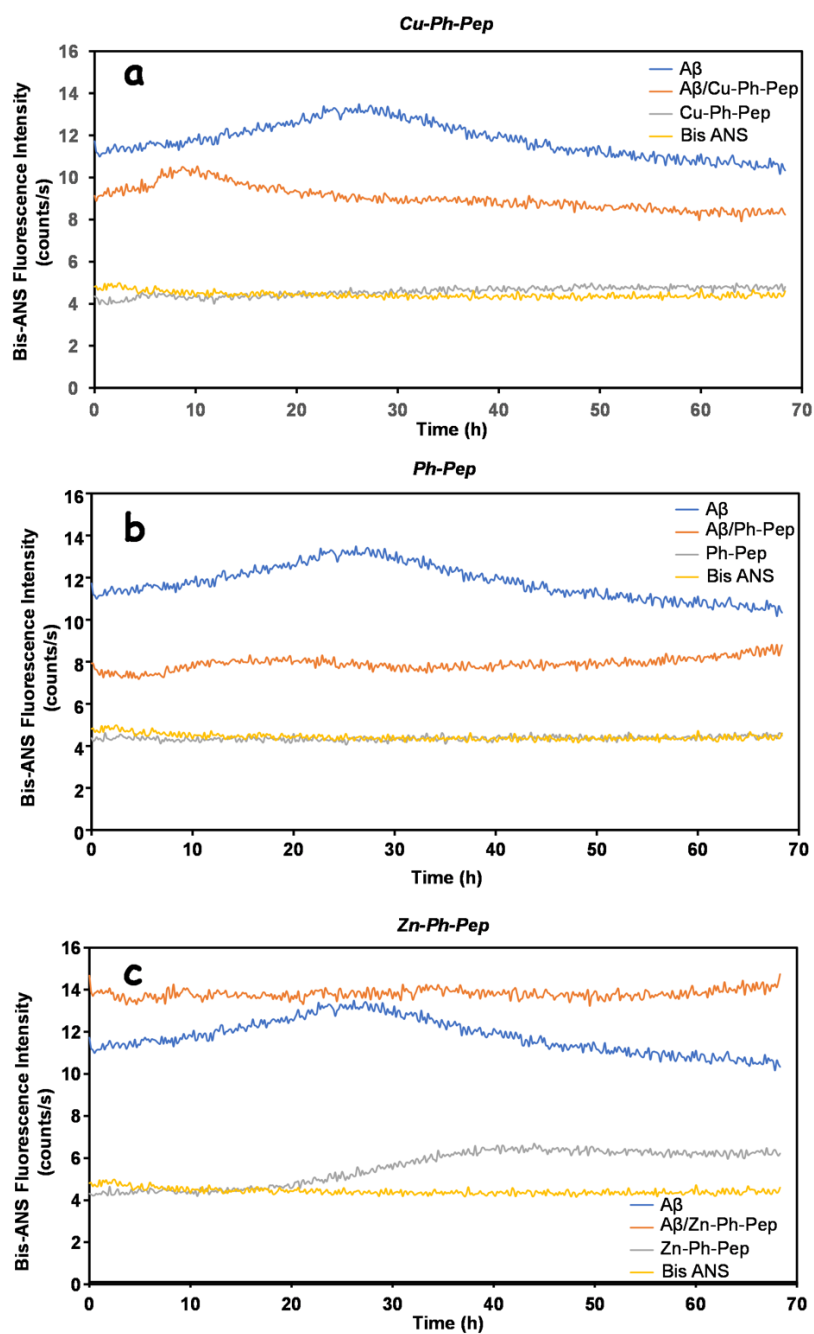 Cu-Ph-Pep
a
Aβ
Aβ/Cu-Ph-Pep
Cu-Ph-Pep
Bis ANS
Bis-ANS Fluorescence Intensity
(counts/s)
16
14
12
10
8
6
4
2
0
0 10 20 30 40 50 60 70
Time (h)
Ph-Pep
b
Aβ
Aβ/Ph-Pep
Ph-Pep
Bis ANS
Bis-ANS Fluorescence Intensity
(counts/s)
16
14
12
10
8
6
4
2
0
0 10 20 30 40 50 60 70
Time (h)
Zn-Ph-Pep
c
Bis-ANS Fluorescence Intensity
(counts/s)
16
14
12
10
8
6
4
2
0
Aβ
Aβ/Zn-Ph-Pep
Zn-Ph-Pep
Bis ANS
0 10 20 30 40 50 60 70
Time (h)